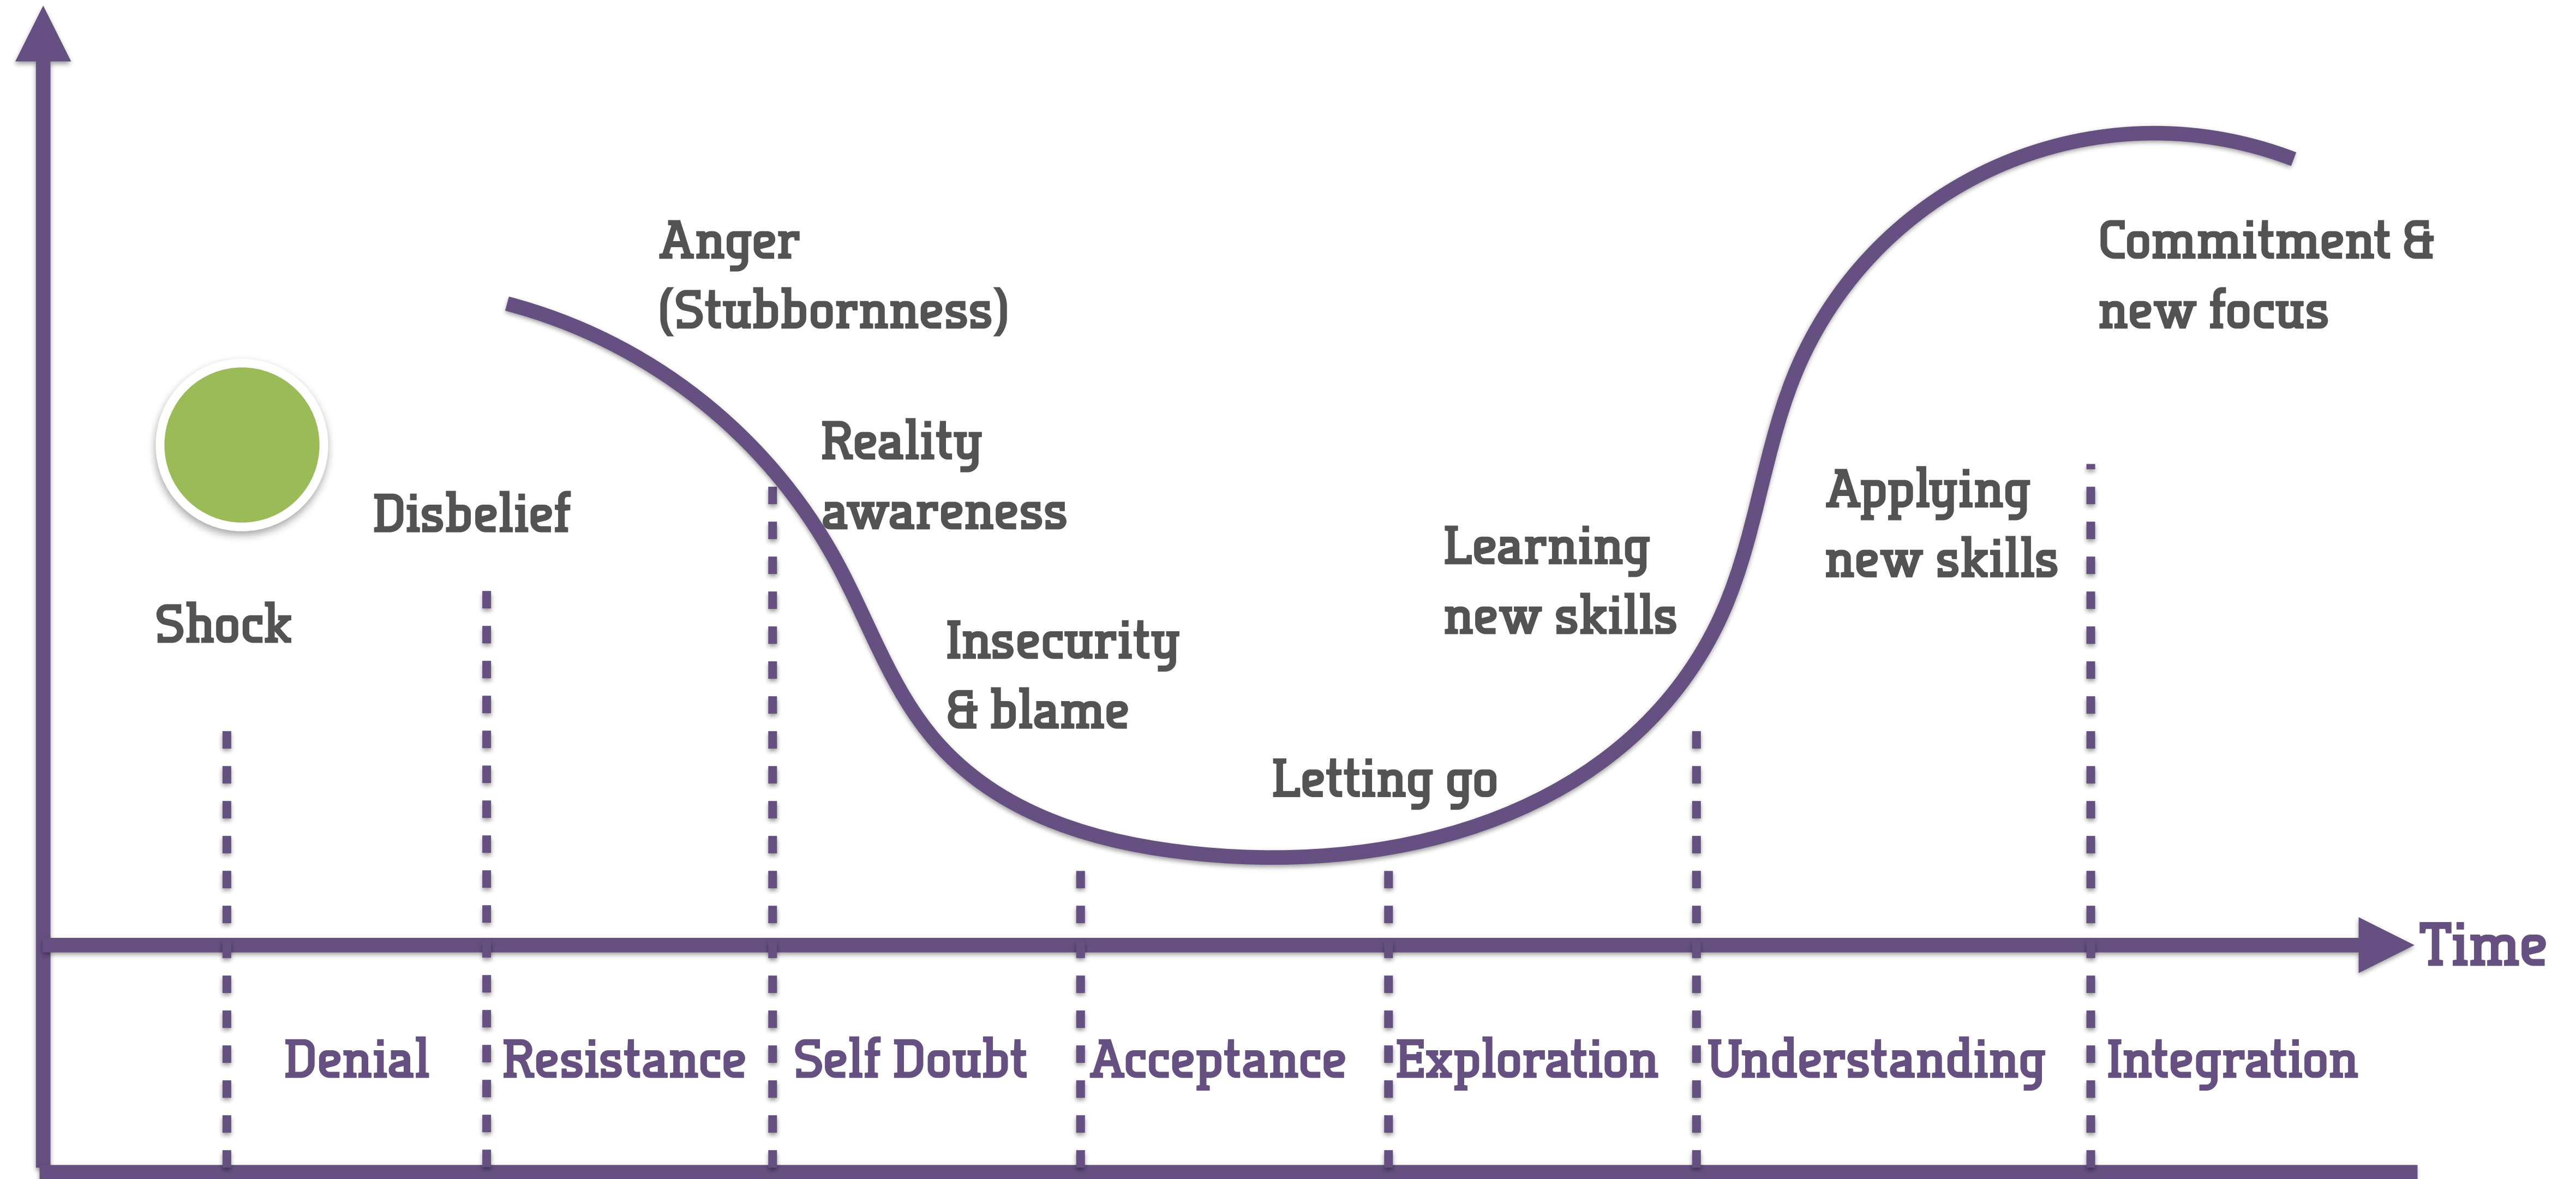 Anger
(Stubbornness)
Commitment &
new focus
Reality
awareness
Disbelief
Applying
new skills
Learning
new skills
Shock
Insecurity
& blame
Letting go
Time
Denial
Resistance
Self Doubt
Acceptance
Exploration
Understanding
Integration